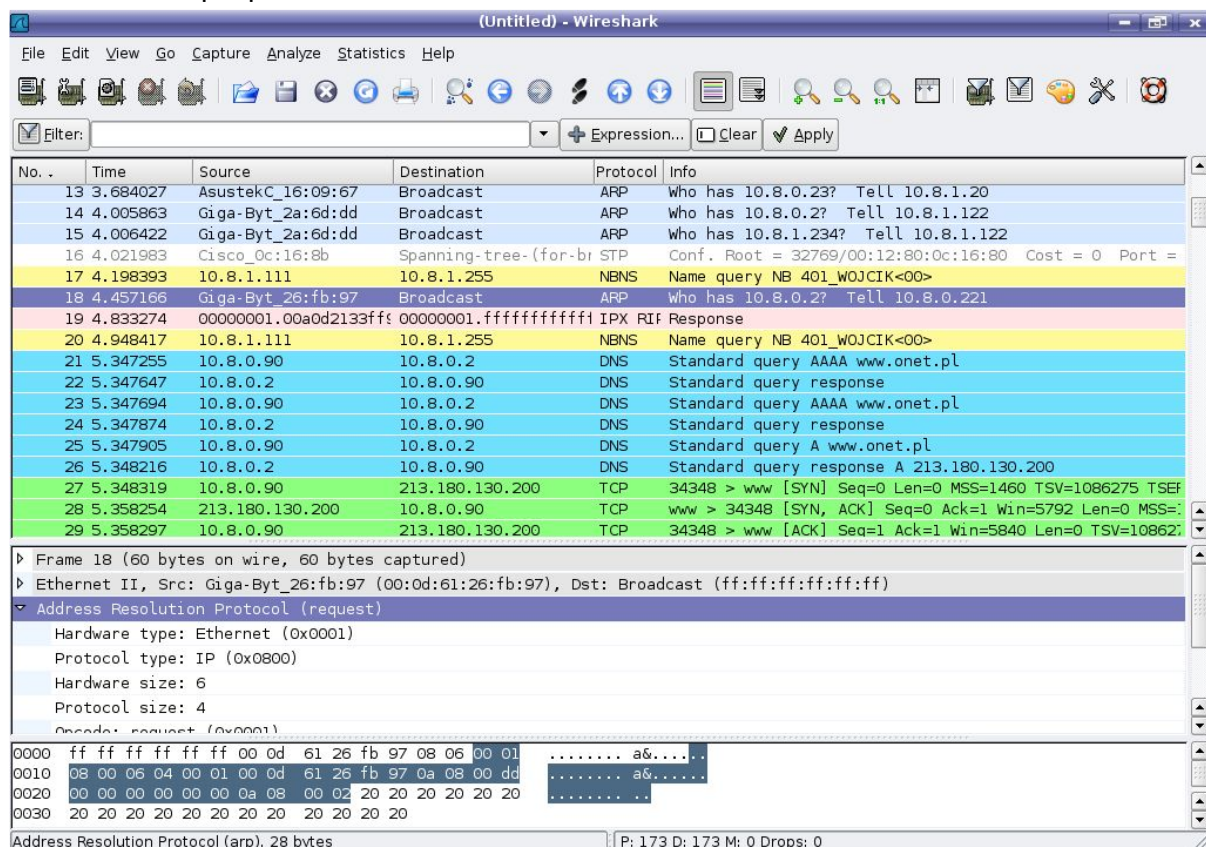 (Untitled) - Wireshark
File Edit View Go Capture Analyze Statistics Help
Filter: Expression... Clear Apply
No. . Time Source Destination Protocol Info
13 3.684027 AsustekC_16:09:67 Broadcast ARP Who has 10.8.0.23? Tell 10.8.1.20
14 4.005863 Giga-Byt_2a:6d:dd Broadcast ARP Who has 10.8.0.2? Tell 10.8.1.122
15 4.006422 Giga-Byt_2a:6d:dd Broadcast ARP Who has 10.8.1.234? Tell 10.8.1.122
16 4.021983 Cisco_0c:16:8b Spanning-tree-(for-br STP Conf. Root = 32769/00:12:80:0c:16:80 Cost = 0 Port =
17 4.198393 10.8.1.111 10.8.1.255 NBNS Name query NB 401_WOJCIK<00>
18 4.457166 Giga-Byt_26:fb:97 Broadcast ARP Who has 10.8.0.2? Tell 10.8.0.221
19 4.833274 00000001.00a0d2133ff9 00000001.ffffffffffff IPX RIF Response
20 4.948417 10.8.1.111 10.8.1.255 NBNS Name query NB 401_WOJCIK<00>
21 5.347255 10.8.0.90 10.8.0.2 DNS Standard query AAAA www.onet.pl
22 5.347647 10.8.0.2 10.8.0.90 DNS Standard query response
23 5.347694 10.8.0.90 10.8.0.2 DNS Standard query AAAA www.onet.pl
24 5.347874 10.8.0.2 10.8.0.90 DNS Standard query response
25 5.347905 10.8.0.90 10.8.0.2 DNS Standard query A www.onet.pl
26 5.348216 10.8.0.2 10.8.0.90 DNS Standard query response A 213.180.130.200
27 5.348319 10.8.0.90 213.180.130.200 TCP 34348 > www [SYN] Seq=0 Len=0 MSS=1460 TSV=1086275 TSER
28 5.358254 213.180.130.200 10.8.0.90 TCP www > 34348 [SYN, ACK] Seq=0 Ack=1 Win=5792 Len=0 MSS=
29 5.358297 10.8.0.90 213.180.130.200 TCP 34348 > www [ACK] Seq=1 Ack=1 Win=5840 Len=0 TSV=10862
Frame 18 (60 bytes on wire, 60 bytes captured)
Ethernet II, Src: Giga-Byt_26:fb:97 (00:0d:61:26:fb:97), Dst: Broadcast (ff:ff:ff:ff:ff:ff)
Address Resolution Protocol (request)
Hardware type: Ethernet (0x0001)
Protocol type: IP (0x0800)
Hardware size: 6
Protocol size: 4
Opcode: request (0x0001)
0000 ff ff ff ff ff ff 00 0d 61 26 fb 97 08 06 00 01 ........ a&......
0010 08 00 06 04 00 01 00 0d 61 26 fb 97 0a 08 00 dd ........ a&......
0020 00 00 00 00 00 00 0a 08 00 02 20 20 20 20 20 20 ........ ..
0030 20 20 20 20 20 20 20 20 20 20 20 20
Address Resolution Protocol (arp), 28 bytes P: 173 D: 173 M: 0 Drops: 0